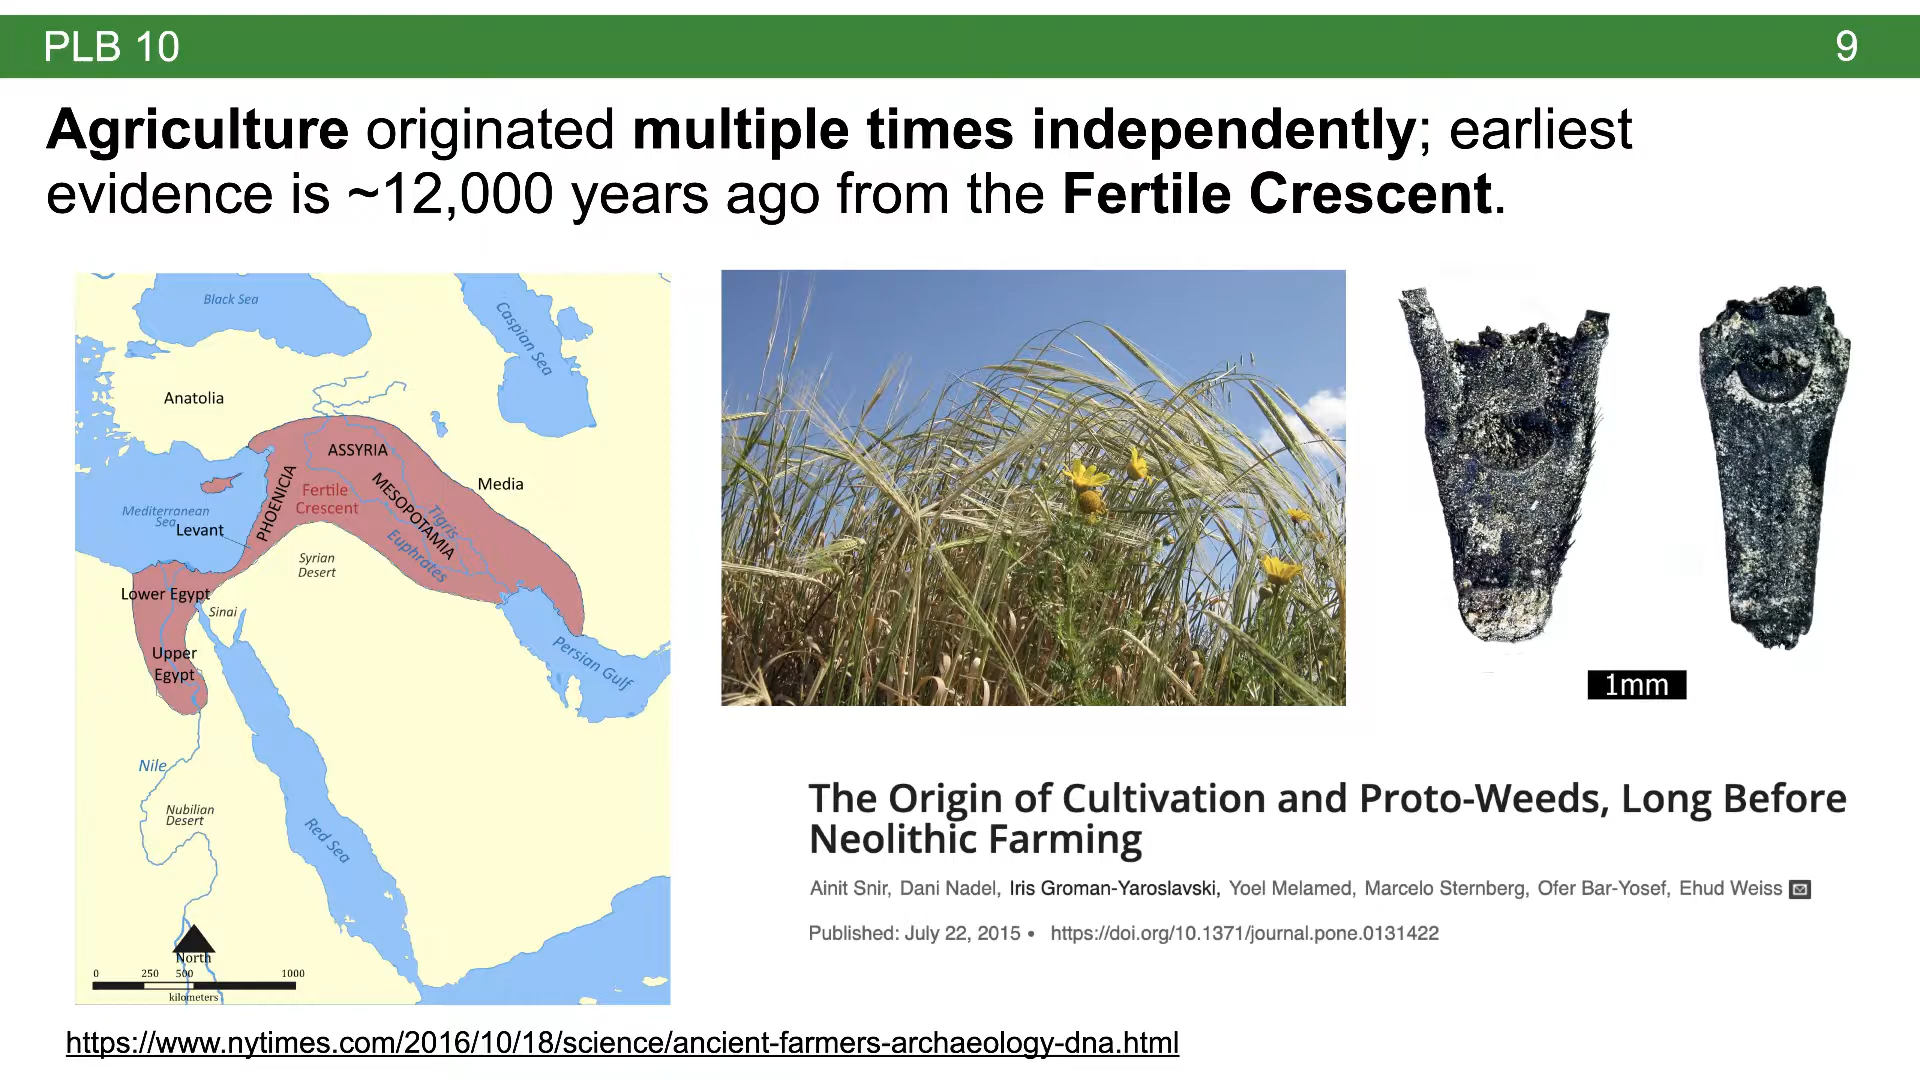 PLB 10
9
Agriculture originated multiple times independently; earliest
evidence is ~12,000 years ago from the Fertile Crescent.
Black Sea
Caspian Sea
Anatolia
ASSYRIA
Media
PHOENICIA
Fertile
Crescent
MESOPOTAMIA
Tigris
Euphrates
Mediterranean
Sea
Levant
Syrian
Desert
Lower Egypt
Sinai
Upper
Egypt
Persian Gulf
Nile
Nubilian
Desert
Red Sea
North
0 250 500 1000
kilometers
1mm
The Origin of Cultivation and Proto-Weeds, Long Before
Neolithic Farming
Ainit Snir, Dani Nadel, Iris Groman-Yaroslavski, Yoel Melamed, Marcelo Sternberg, Ofer Bar-Yosef, Ehud Weiss
Published: July 22, 2015 • https://doi.org/10.1371/journal.pone.0131422
https://www.nytimes.com/2016/10/18/science/ancient-farmers-archaeology-dna.html